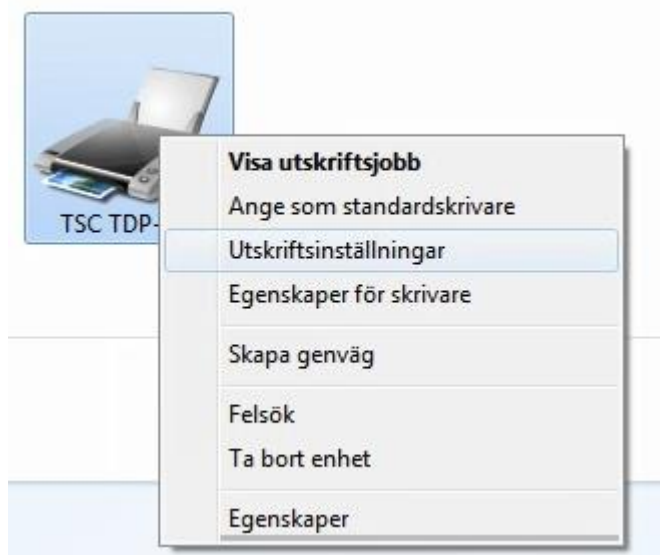 TSC TDP-
Visa utskriftsjobb
Ange som standardskrivare
Utskriftsinställningar
Egenskaper för skrivare
Skapa genväg
Felsök
Ta bort enhet
Egenskaper